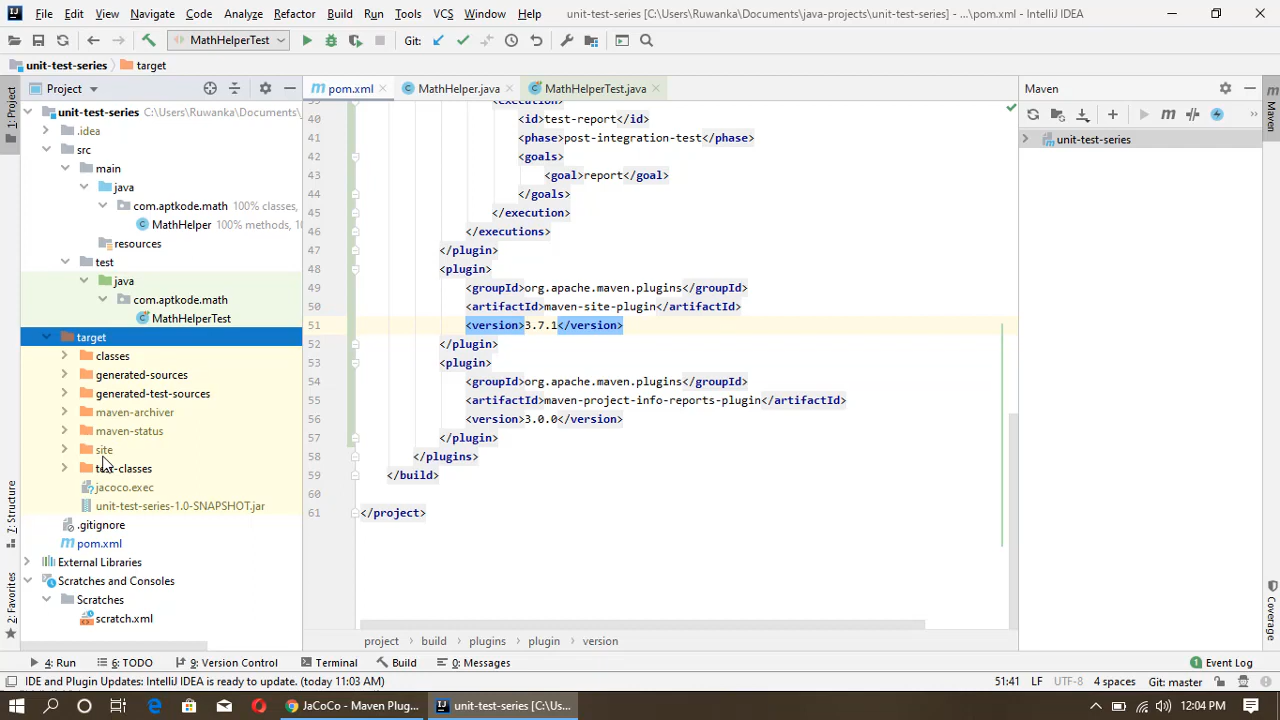 File Edit View Navigate Code Analyze Refactor Build Run Tools VCS Window Help unit-test-series [C:\Users\Ruwanka\Documents\java-projects\unit-test-series] - ...\pom.xml - IntelliJ IDEA
MathHelperTest Git:
unit-test-series target
1: Project
Project
pom.xml MathHelper.java MathHelperTest.java
Maven
unit-test-series C:\Users\Ruwanka\Documents\
.idea
src
main
java
com.aptkode.math 100% classes,
MathHelper 100% methods, 10
resources
test
java
com.aptkode.math
MathHelperTest
target
classes
generated-sources
generated-test-sources
maven-archiver
maven-status
site
test-classes
jacoco.exec
unit-test-series-1.0-SNAPSHOT.jar
.gitignore
pom.xml
External Libraries
Scratches and Consoles
Scratches
scratch.xml
39 <execution>
40 <id>test-report</id>
41 <phase>post-integration-test</phase>
42 <goals>
43 <goal>report</goal>
44 </goals>
45 </execution>
46 </executions>
47 </plugin>
48 <plugin>
49 <groupId>org.apache.maven.plugins</groupId>
50 <artifactId>maven-site-plugin</artifactId>
51 <version>3.7.1</version>
52 </plugin>
53 <plugin>
54 <groupId>org.apache.maven.plugins</groupId>
55 <artifactId>maven-project-info-reports-plugin</artifactId>
56 <version>3.0.0</version>
57 </plugin>
58 </plugins>
59 </build>
60
61 </project>
project build plugins plugin version
unit-test-series
Maven
Coverage
7: Structure
2: Favorites
4: Run 6: TODO 9: Version Control Terminal Build 0: Messages 1 Event Log
IDE and Plugin Updates: IntelliJ IDEA is ready to update. (today 11:03 AM) 51:41 LF UTF-8 4 spaces Git: master
JaCoCo - Maven Plug... unit-test-series [C:\Us... 12:04 PM